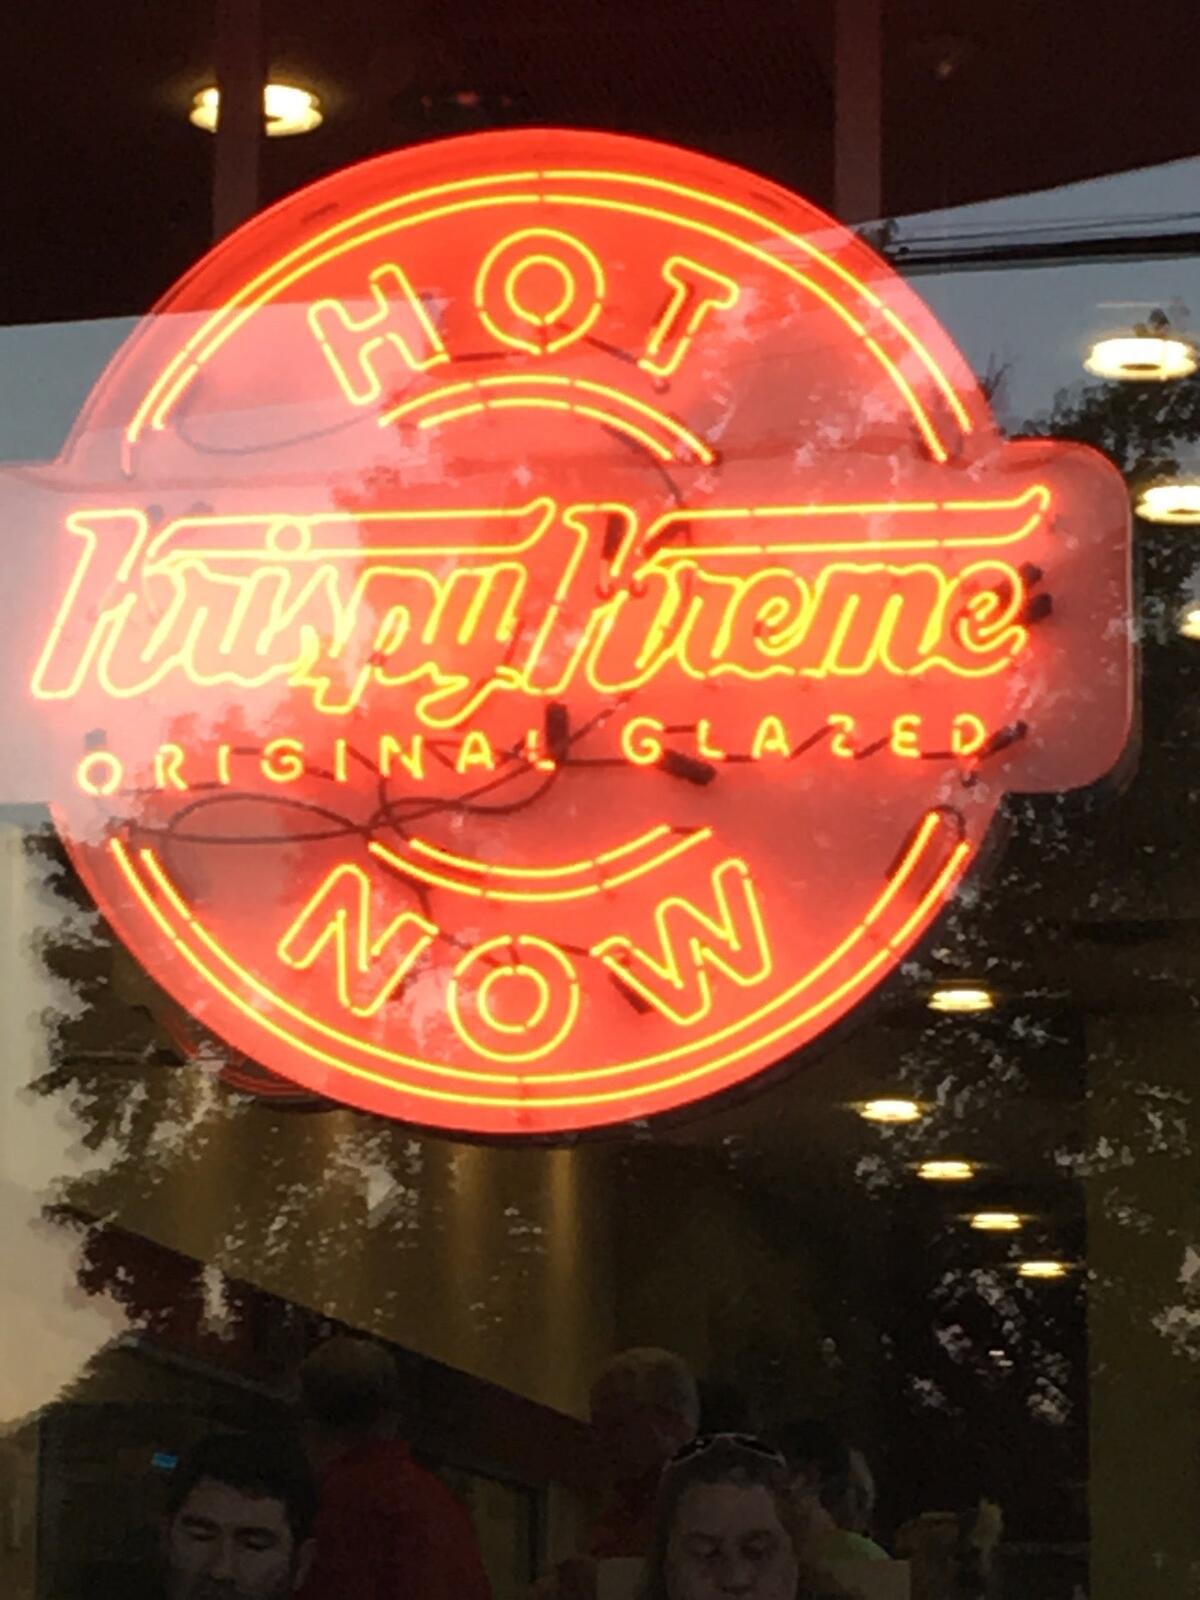 HOT
Krispy Kreme
ORIGINAL GLAZED
NOW